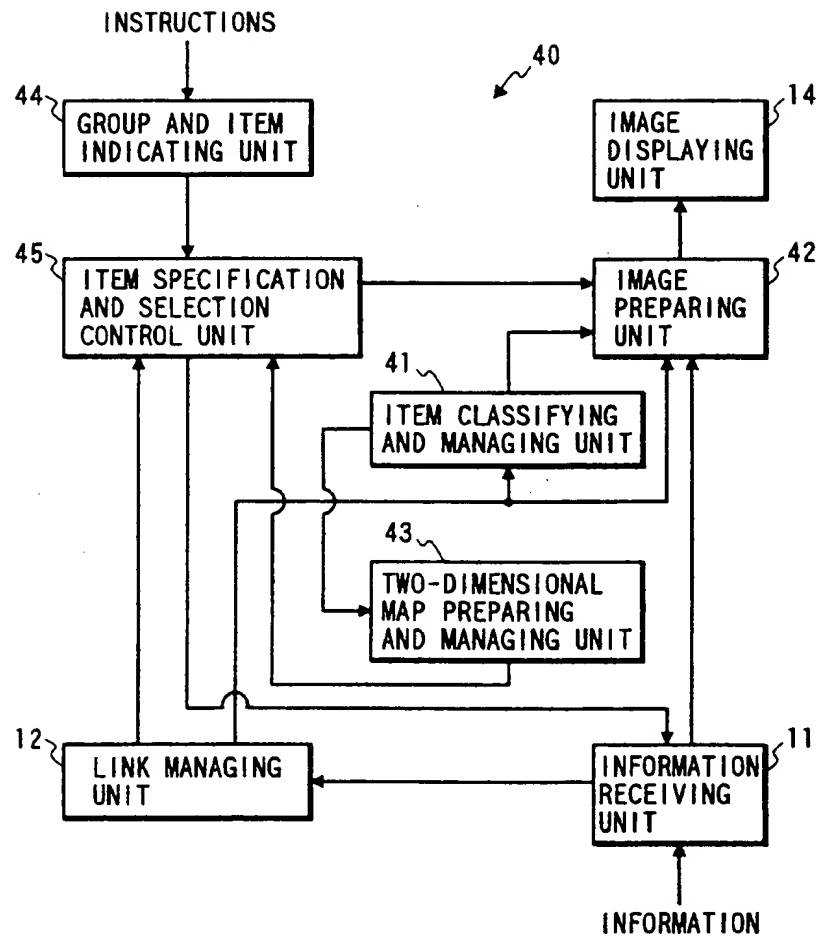 INSTRUCTIONS
40
44
GROUP AND ITEM
INDICATING UNIT
14
IMAGE
DISPLAYING
UNIT
45
ITEM SPECIFICATION
AND SELECTION
CONTROL UNIT
42
IMAGE
PREPARING
UNIT
41
ITEM CLASSIFYING
AND MANAGING UNIT
43
TWO-DIMENSIONAL
MAP PREPARING
AND MANAGING UNIT
12
LINK MANAGING
UNIT
11
INFORMATION
RECEIVING
UNIT
INFORMATION